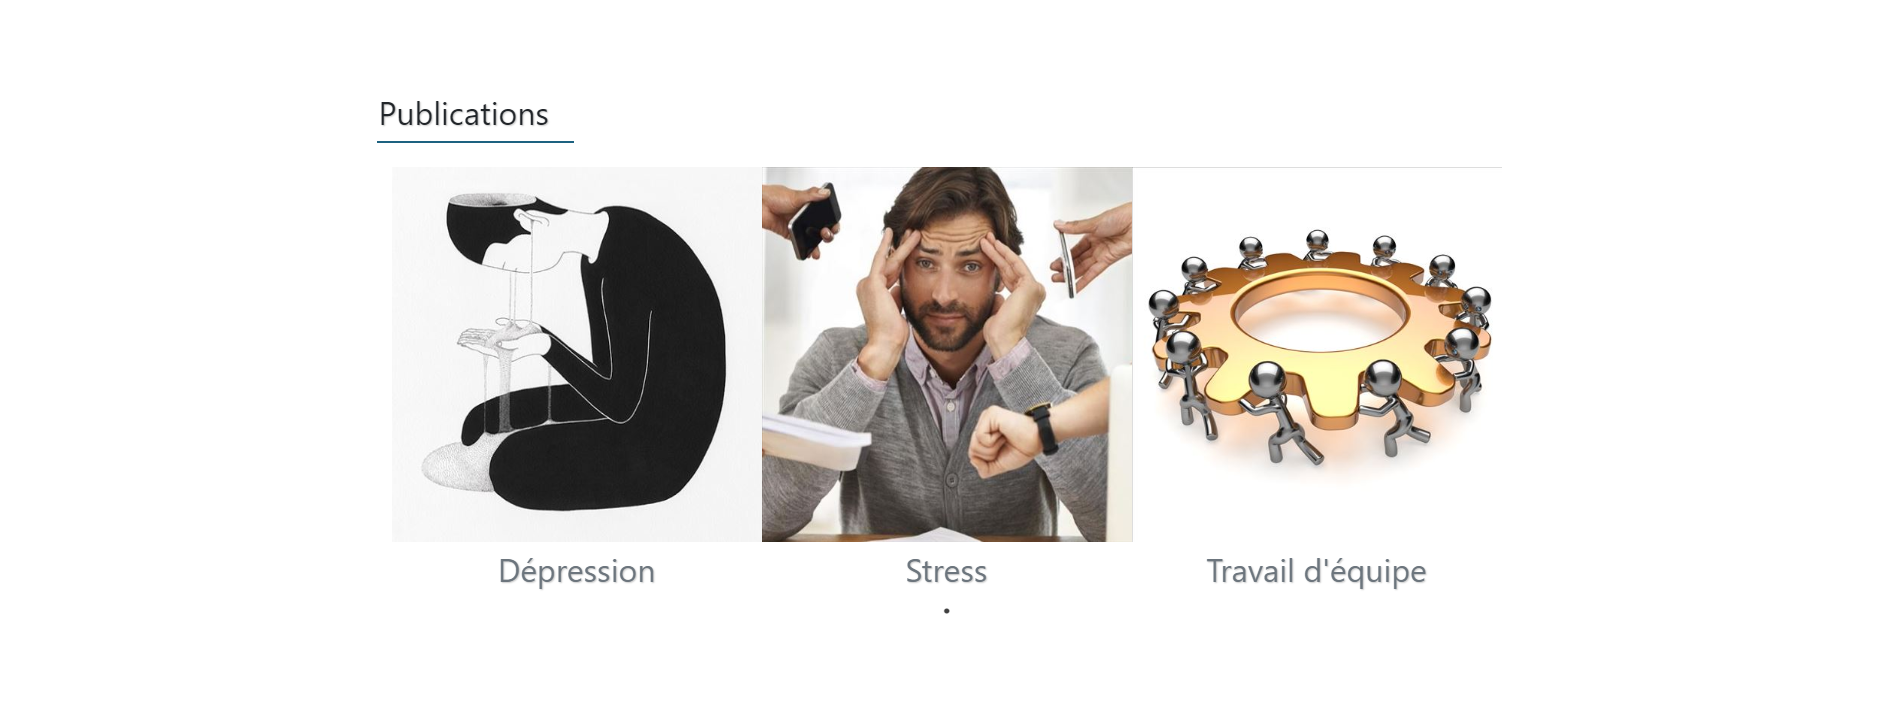 Publications
Dépression
Stress
Travail d'équipe